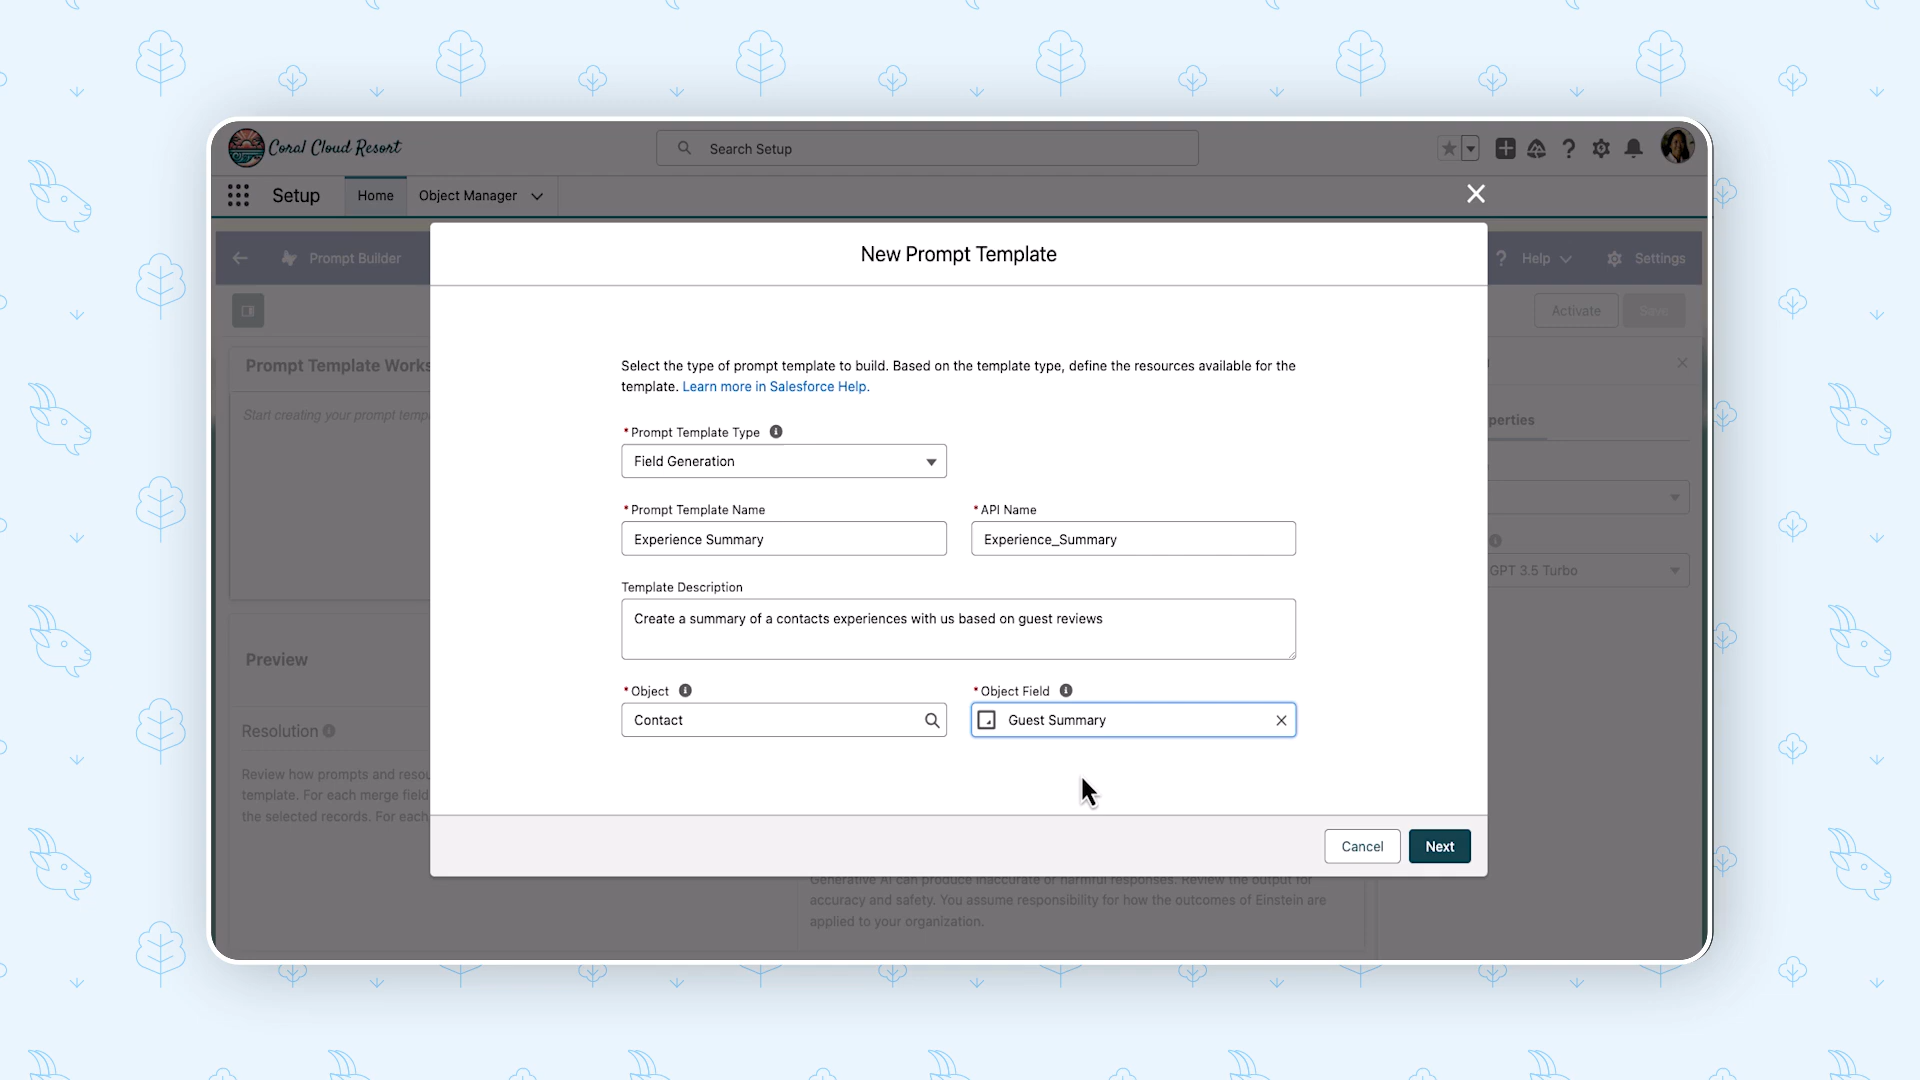 Coral Cloud Resort
Search Setup
Setup
Home
Object Manager
Prompt Builder
Help
Settings
New Prompt Template
Activate
Save
Prompt Template Works
Start creating your prompt temp
Select the type of prompt template to build. Based on the template type, define the resources available for the
template. Learn more in Salesforce Help.
perties
* Prompt Template Type
Field Generation
* Prompt Template Name
* API Name
Experience Summary
Experience_Summary
GPT 3.5 Turbo
Template Description
Create a summary of a contacts experiences with us based on guest reviews
Preview
* Object
* Object Field
Contact
Guest Summary
Resolution
Review how prompts and resou
template. For each merge field
the selected records. For each
Cancel
Next
Generative AI can produce inaccurate or harmful responses. Review the output for
accuracy and safety. You assume responsibility for how the outcomes of Einstein are
applied to your organization.